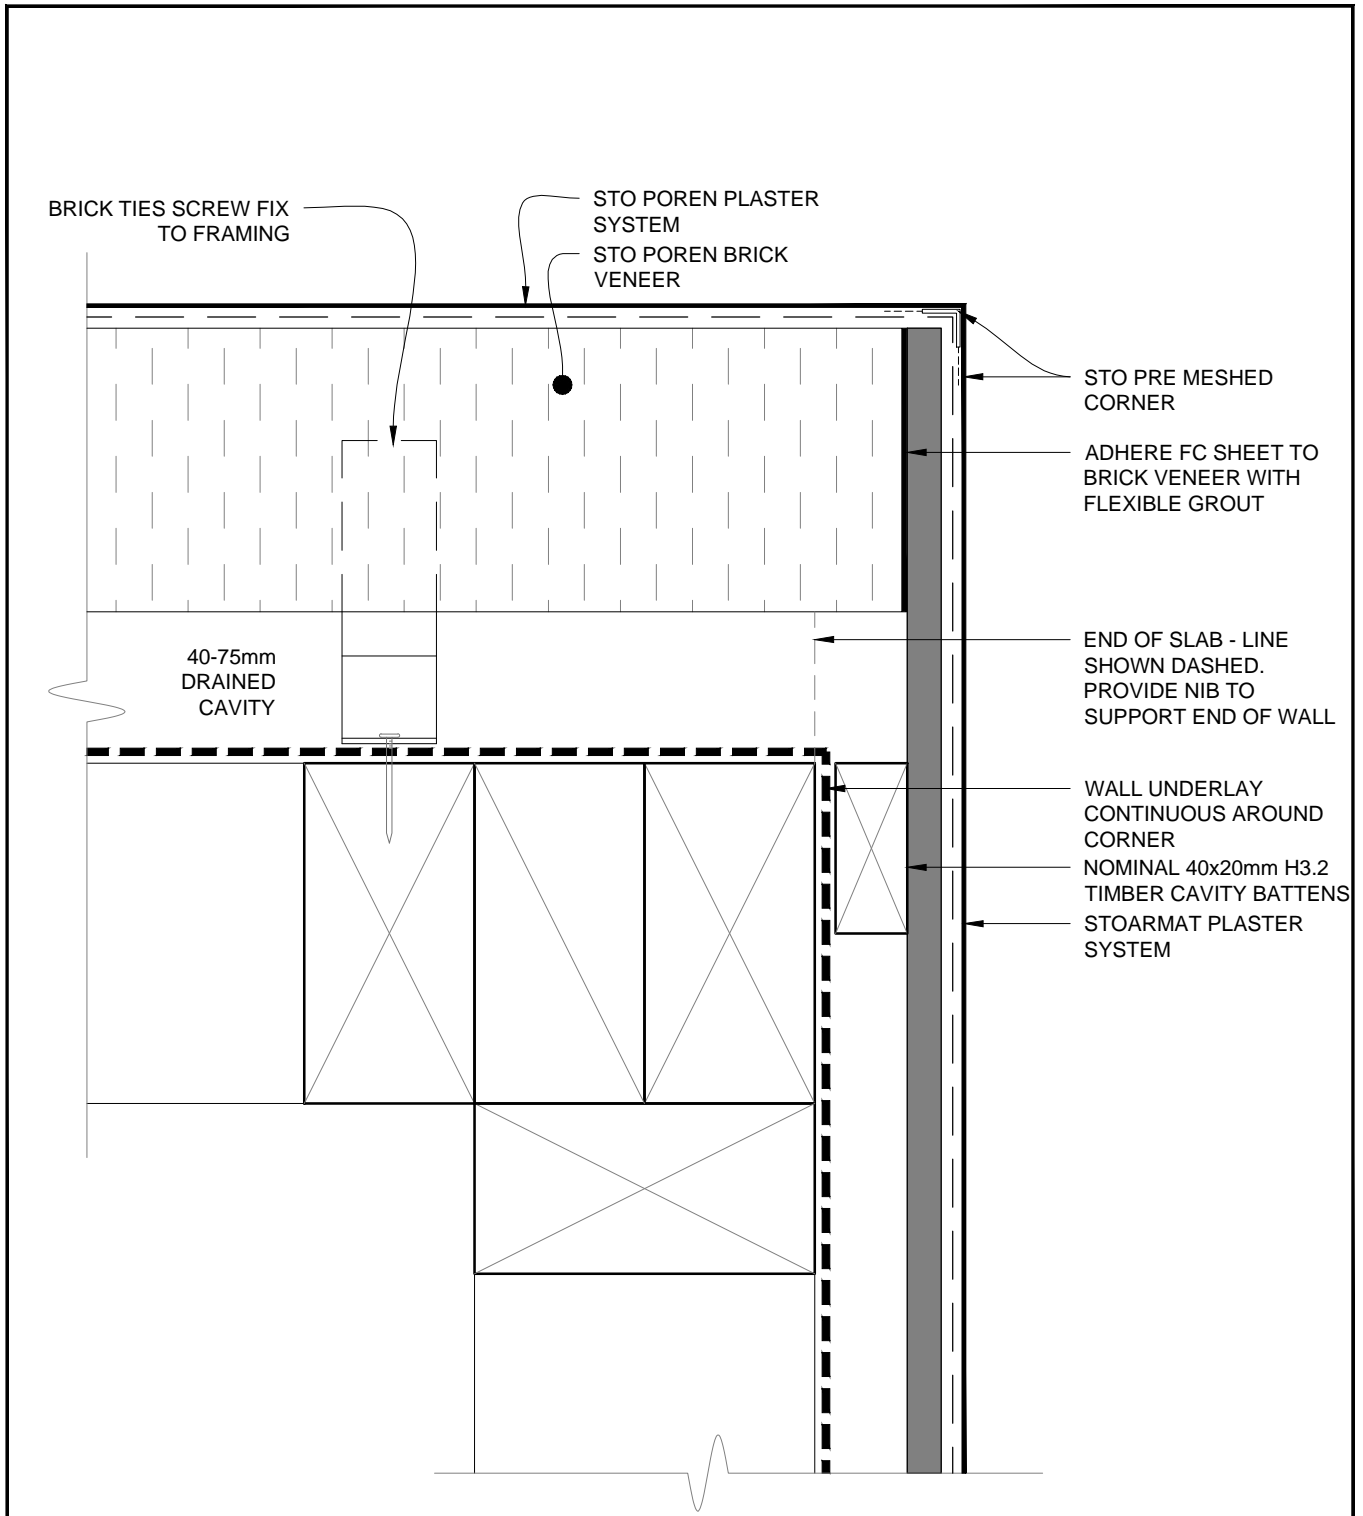 BRICK TIES SCREW FIX
TO FRAMING
STO POREN PLASTER
SYSTEM
STO POREN BRICK
VENEER
STO PRE MESHED
CORNER
ADHERE FC SHEET TO
BRICK VENEER WITH
FLEXIBLE GROUT
40-75mm
DRAINED
CAVITY
END OF SLAB - LINE
SHOWN DASHED.
PROVIDE NIB TO
SUPPORT END OF WALL
WALL UNDERLAY
CONTINUOUS AROUND
CORNER
NOMINAL 40x20mm H3.2
TIMBER CAVITY BATTENS
STOARMAT PLASTER
SYSTEM